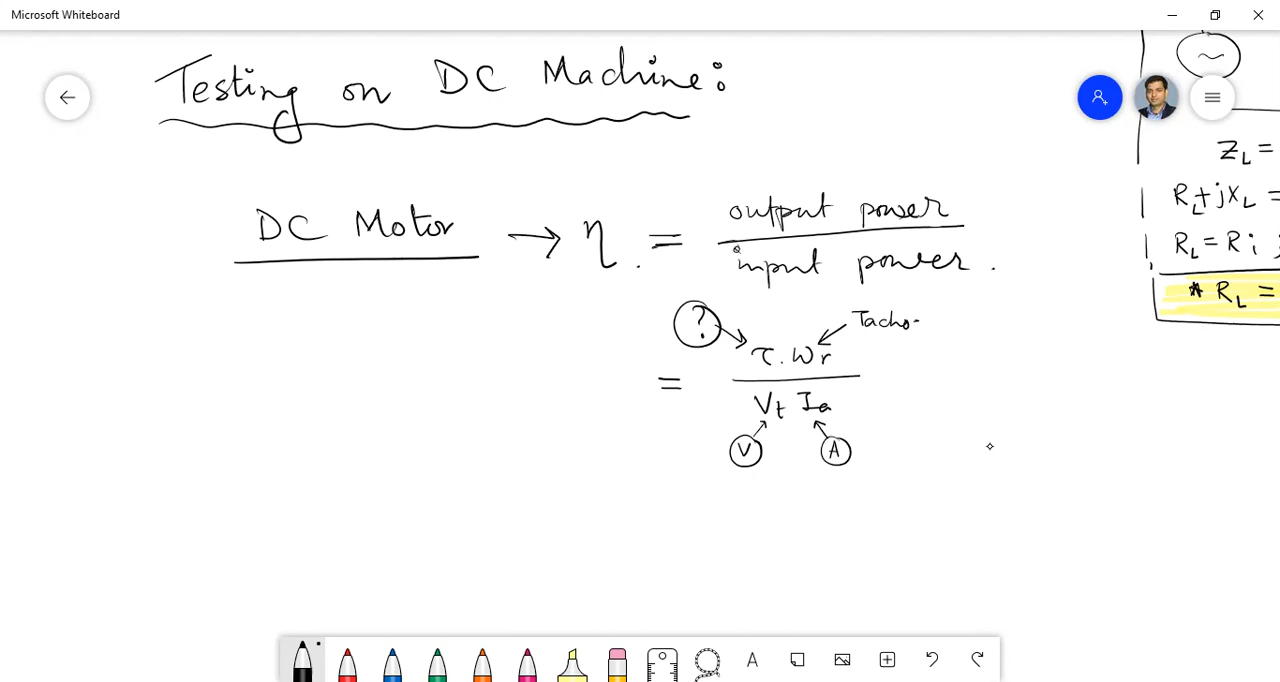 Microsoft Whiteboard
Testing on DC Machine:
DC Motor → η = output power / input power.
? Tacho-
= τ.ωr / Vt Ia
V A
ZL =
RL+jXL =
RL = Ri ;
* RL =
A